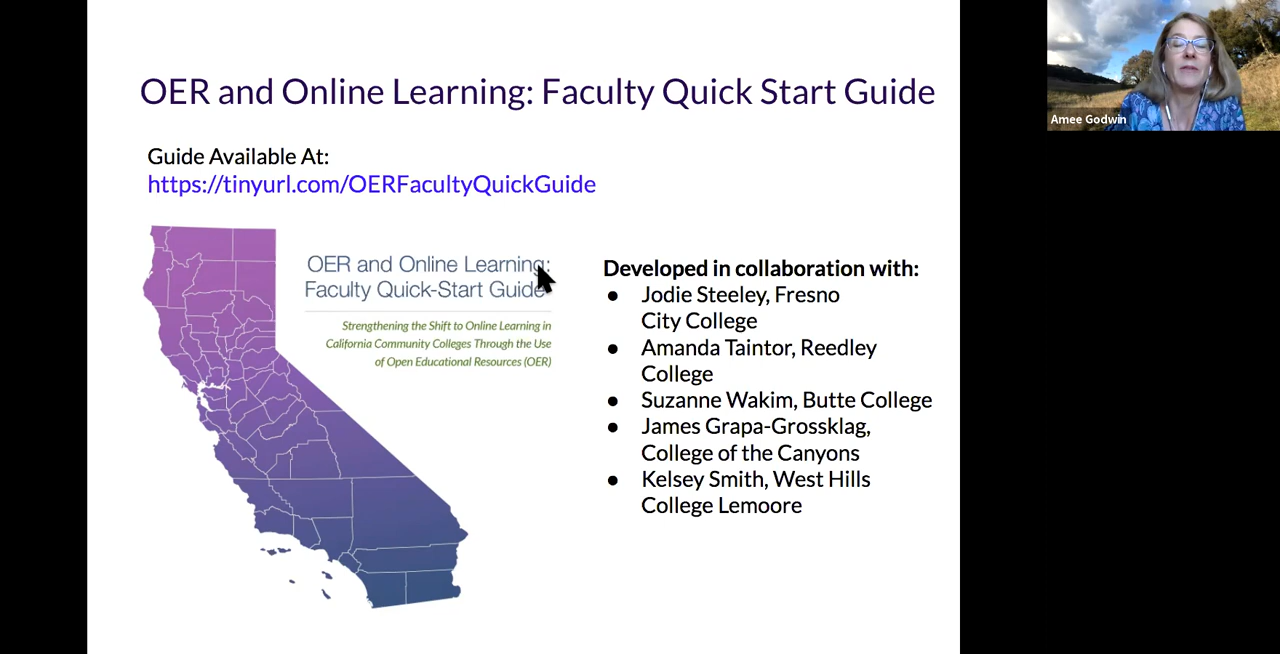 OER and Online Learning: Faculty Quick Start Guide
Amee Godwin
Guide Available At:
https://tinyurl.com/OERFacultyQuickGuide
OER and Online Learning:
Faculty Quick-Start Guide
Strengthening the Shift to Online Learning in
California Community Colleges Through the Use
of Open Educational Resources (OER)
Developed in collaboration with:
● Jodie Steeley, Fresno
City College
● Amanda Taintor, Reedley
College
● Suzanne Wakim, Butte College
● James Grapa-Grossklag,
College of the Canyons
● Kelsey Smith, West Hills
College Lemoore